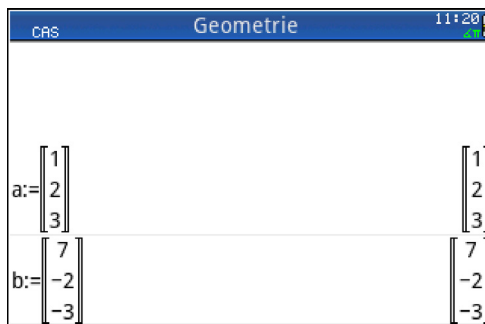 CAS Geometrie 11:20
∡π
a:=[[1] [2] [3]] [[1] [2] [3]]
b:=[[7] [-2] [-3]] [[7] [-2] [-3]]